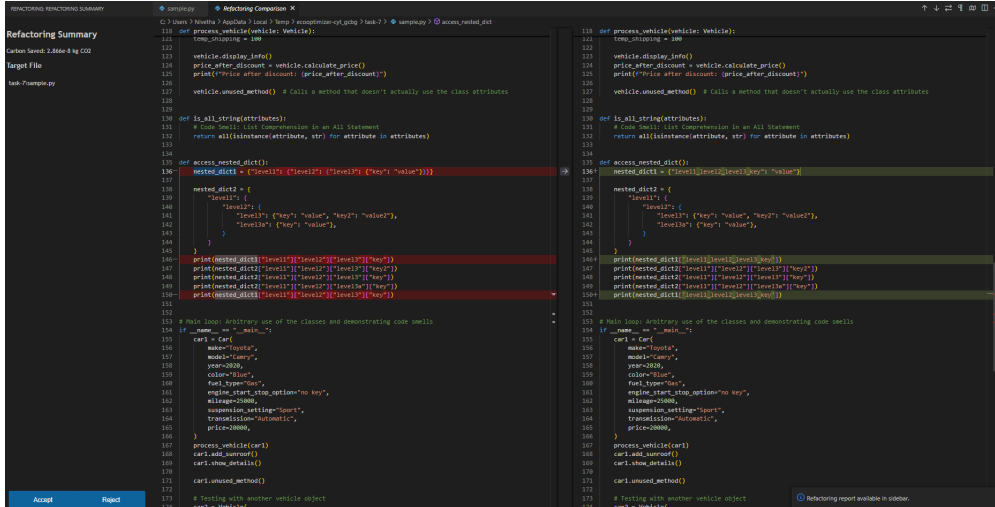 REFACTORING: REFACTORING SUMMARY
Refactoring Summary
Carbon Saved: 2.866e-8 kg CO2
Target File
task-7\sample.py
Accept
Reject
sample.py
Refactoring Comparison
C: > Users > Nivetha > AppData > Local > Temp > ecooptimizer-cyt_gcbg > task-7 > sample.py > access_nested_dict
118 def process_vehicle(vehicle: Vehicle):
121 temp_shipping = 100
122
123 vehicle.display_info()
124 price_after_discount = vehicle.calculate_price()
125 print(f"Price after discount: {price_after_discount}")
126
127 vehicle.unused_method() # Calls a method that doesn't actually use the class attributes
128
129
130 def is_all_string(attributes):
131 # Code Smell: List Comprehension in an All Statement
132 return all(isinstance(attribute, str) for attribute in attributes)
133
134
135 def access_nested_dict():
136- nested_dict1 = {"level1": {"level2": {"level3": {"key": "value"}}}}
137
138 nested_dict2 = {
139 "level1": {
140 "level2": {
141 "level3": {"key": "value", "key2": "value2"},
142 "level3a": {"key": "value"},
143 }
144 }
145 }
146- print(nested_dict1["level1"]["level2"]["level3"]["key"])
147 print(nested_dict2["level1"]["level2"]["level3"]["key2"])
148 print(nested_dict2["level1"]["level2"]["level3"]["key"])
149 print(nested_dict2["level1"]["level2"]["level3a"]["key"])
150- print(nested_dict1["level1"]["level2"]["level3"]["key"])
151
152
153 # Main loop: Arbitrary use of the classes and demonstrating code smells
154 if __name__ == "__main__":
155 car1 = Car(
156 make="Toyota",
157 model="Camry",
158 year=2020,
159 color="Blue",
160 fuel_type="Gas",
161 engine_start_stop_option="no key",
162 mileage=25000,
163 suspension_setting="Sport",
164 transmission="Automatic",
165 price=20000,
166 )
167 process_vehicle(car1)
168 car1.add_sunroof()
169 car1.show_details()
170
171 car1.unused_method()
172
173 # Testing with another vehicle object
118 def process_vehicle(vehicle: Vehicle):
121 temp_shipping = 100
122
123 vehicle.display_info()
124 price_after_discount = vehicle.calculate_price()
125 print(f"Price after discount: {price_after_discount}")
126
127 vehicle.unused_method() # Calls a method that doesn't actually use the class attributes
128
129
130 def is_all_string(attributes):
131 # Code Smell: List Comprehension in an All Statement
132 return all(isinstance(attribute, str) for attribute in attributes)
133
134
135 def access_nested_dict():
136+ nested_dict1 = {"level1_level2_level3_key": "value"}
137
138 nested_dict2 = {
139 "level1": {
140 "level2": {
141 "level3": {"key": "value", "key2": "value2"},
142 "level3a": {"key": "value"},
143 }
144 }
145 }
146+ print(nested_dict1["level1_level2_level3_key"])
147 print(nested_dict2["level1"]["level2"]["level3"]["key2"])
148 print(nested_dict2["level1"]["level2"]["level3"]["key"])
149 print(nested_dict2["level1"]["level2"]["level3a"]["key"])
150+ print(nested_dict1["level1_level2_level3_key"])
151
152
153 # Main loop: Arbitrary use of the classes and demonstrating code smells
154 if __name__ == "__main__":
155 car1 = Car(
156 make="Toyota",
157 model="Camry",
158 year=2020,
159 color="Blue",
160 fuel_type="Gas",
161 engine_start_stop_option="no key",
162 mileage=25000,
163 suspension_setting="Sport",
164 transmission="Automatic",
165 price=20000,
166 )
167 process_vehicle(car1)
168 car1.add_sunroof()
169 car1.show_details()
170
171 car1.unused_method()
172
173 # Testing with another vehicle object
Refactoring report available in sidebar.